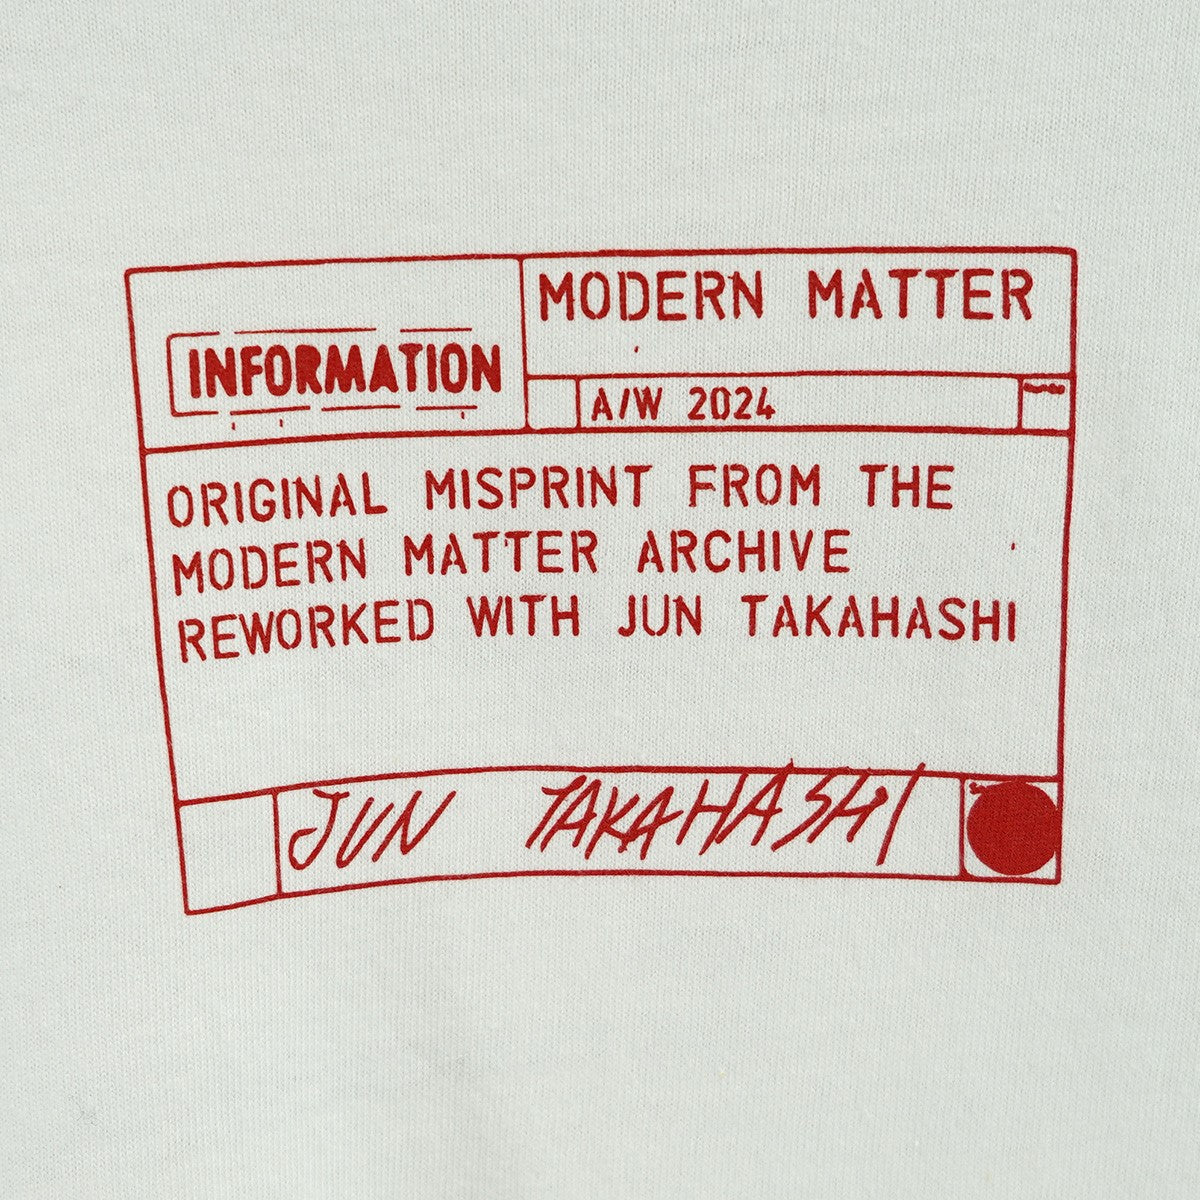 MODERN MATTER
INFORMATION
A/W 2024
ORIGINAL MISPRINT FROM THE
MODERN MATTER ARCHIVE
REWORKED WITH JUN TAKAHASHI
JUN TAKAHASHI